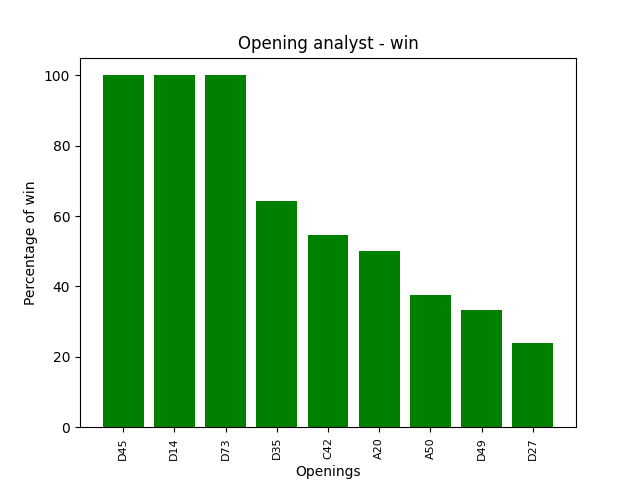 Opening analyst - win
Percentage of win
100
80
60
40
20
0
D45 D14 D73 D35 C42 A20 A50 D49 D27
Openings